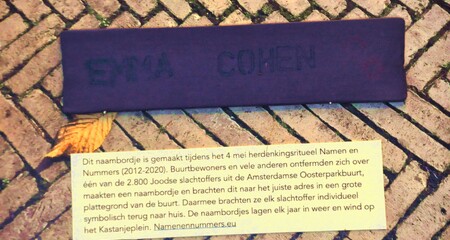 EMMA COHEN
Dit naambordje is gemaakt tijdens het 4 mei herdenkingsritueel Namen en
Nummers (2012-2020). Buurtbewoners en vele anderen ontfermden zich over
één van de 2.800 Joodse slachtoffers uit de Amsterdamse Oosterparkbuurt,
maakten een naambordje en brachten dit naar het juiste adres in een grote
plattegrond van de buurt. Daarmee brachten ze elk slachtoffer individueel
symbolisch terug naar huis. De naambordjes lagen elk jaar in weer en wind op
het Kastanjeplein. Namenennummers.eu